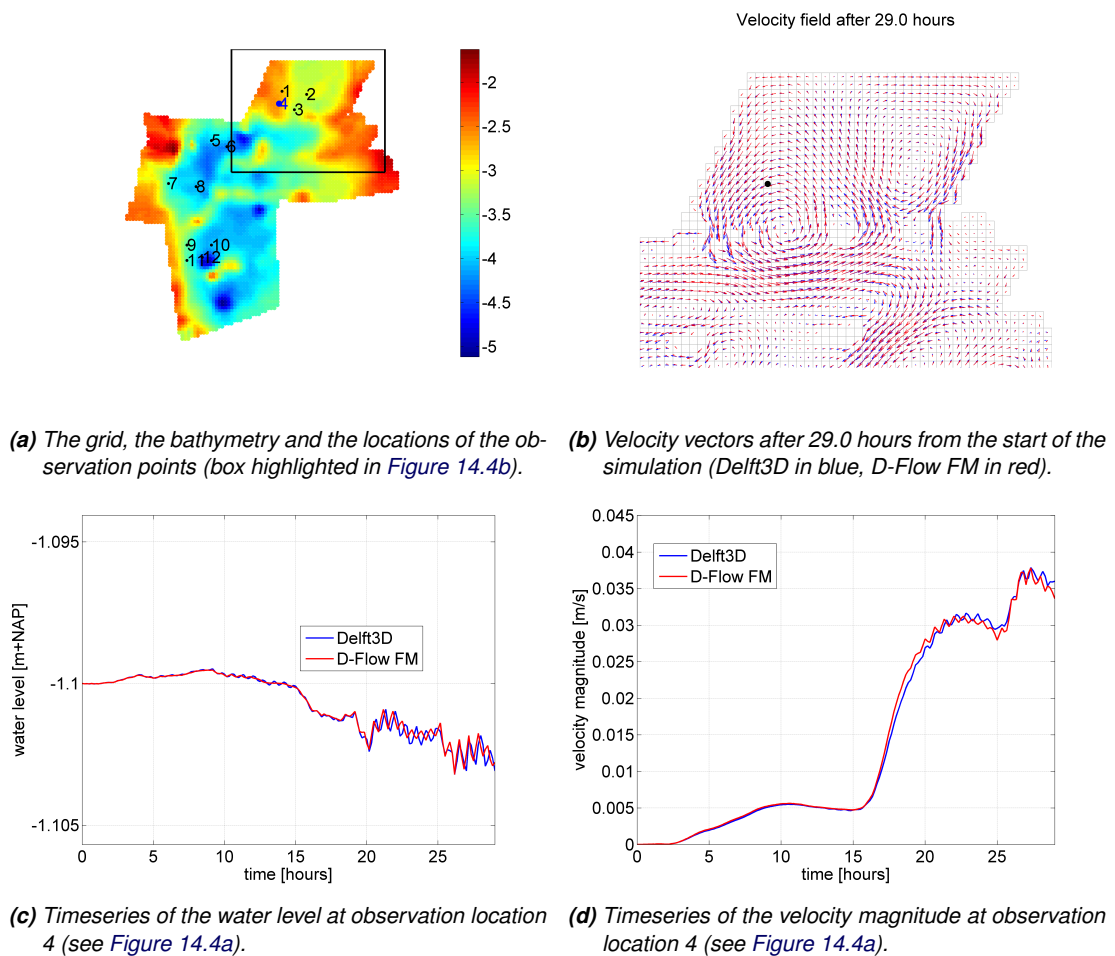 Velocity field after 29.0 hours
1
2
3
4
5
6
7
8
9
10
11
12
-2
-2.5
-3
-3.5
-4
-4.5
-5
(a) The grid, the bathymetry and the locations of the ob-
servation points (box highlighted in Figure 14.4b).
(b) Velocity vectors after 29.0 hours from the start of the
simulation (Delft3D in blue, D-Flow FM in red).
-1.095
-1.1
-1.105
water level [m+NAP]
Delft3D
D-Flow FM
0 5 10 15 20 25
time [hours]
0.045
0.04
0.035
0.03
0.025
0.02
0.015
0.01
0.005
0
velocity magnitude [m/s]
Delft3D
D-Flow FM
0 5 10 15 20 25
time [hours]
(c) Timeseries of the water level at observation location
4 (see Figure 14.4a).
(d) Timeseries of the velocity magnitude at observation
location 4 (see Figure 14.4a).